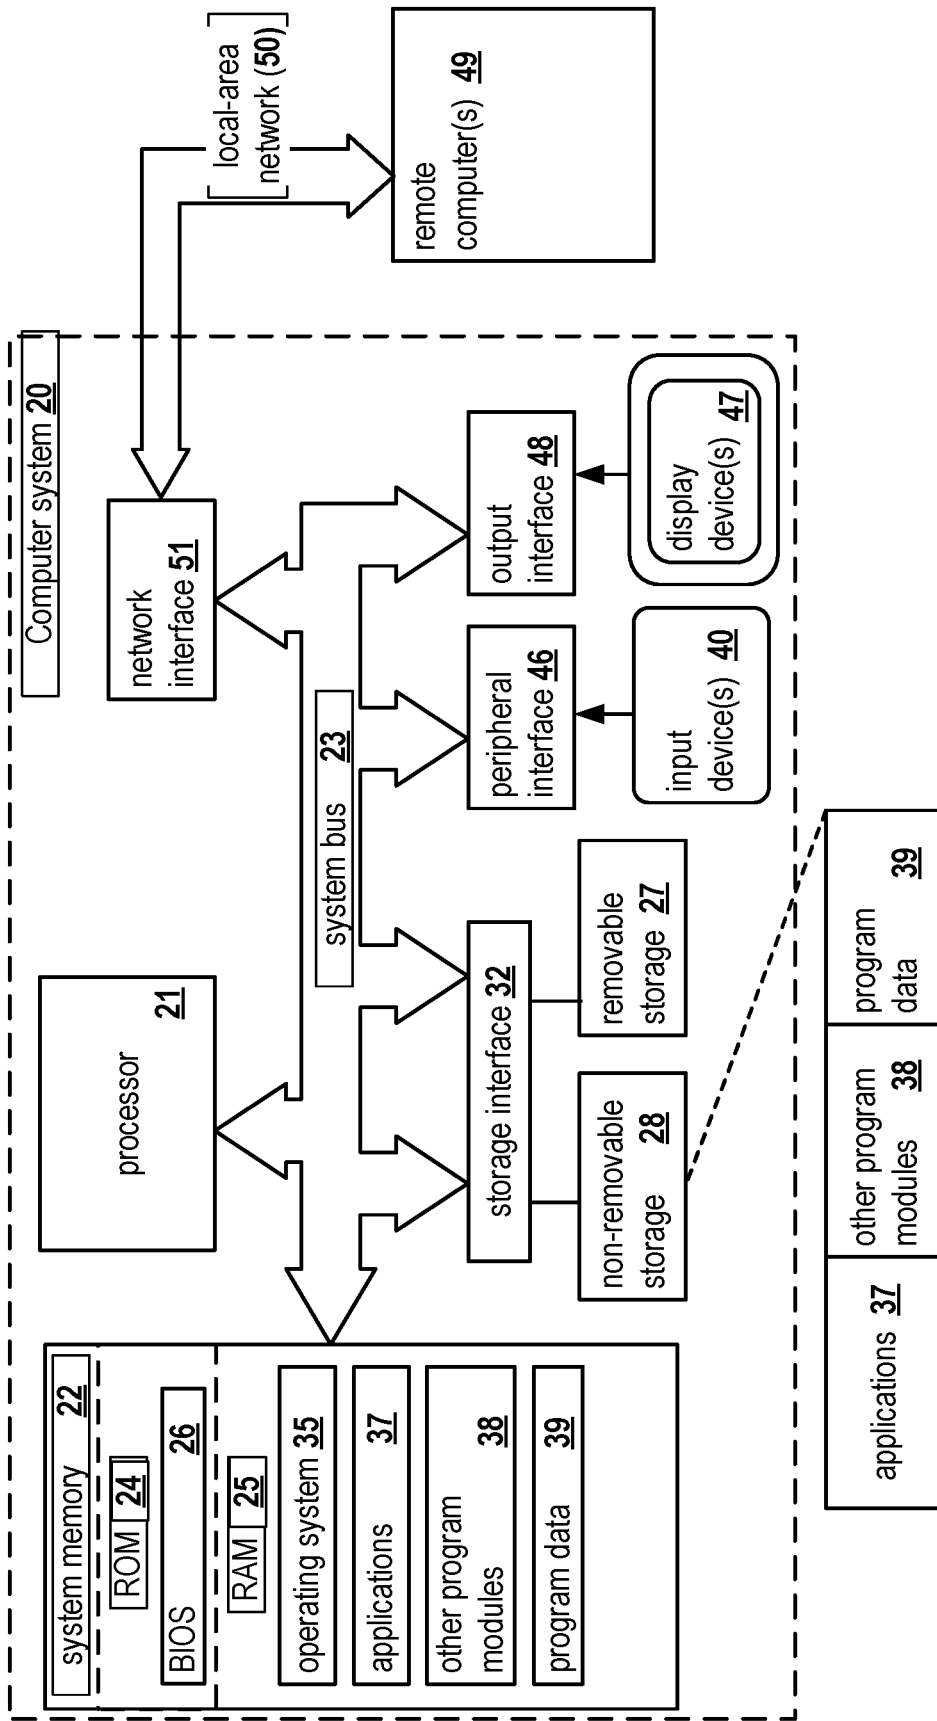 Computer system 20
system memory 22
ROM 24
BIOS 26
RAM 25
operating system 35
applications 37
other program
modules 38
program data 39
processor 21
network
interface 51
system bus 23
storage interface 32
peripheral
interface 46
output
interface 48
non-removable
storage 28
removable
storage 27
input
device(s) 40
display
device(s) 47
local-area
network (50)
remote
computer(s) 49
applications 37
other program
modules 38
program
data 39